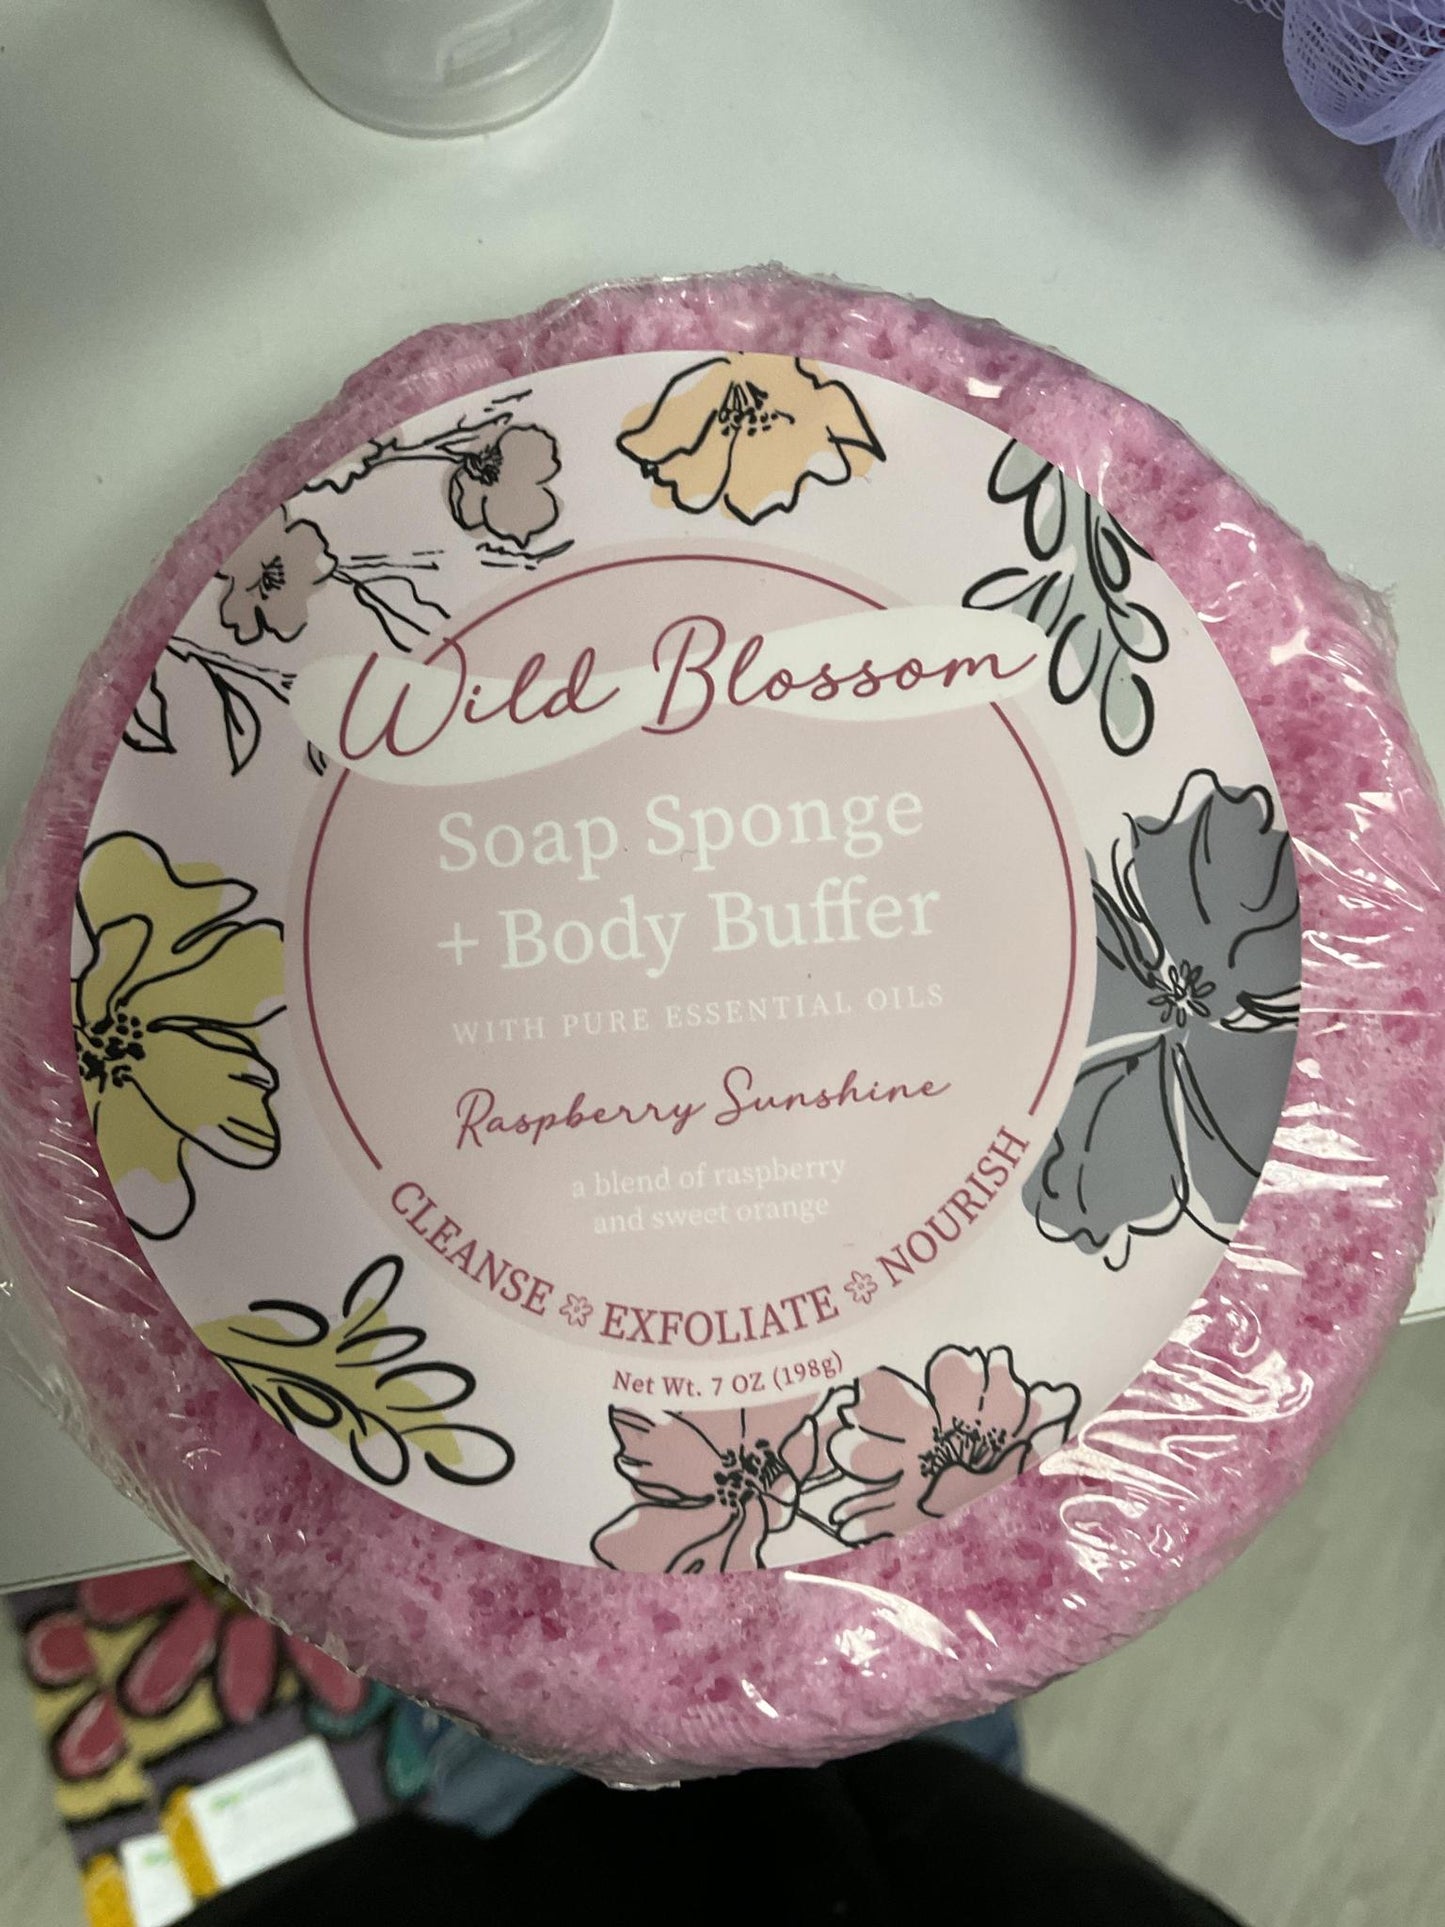 Wild Blossom
Soap Sponge
+ Body Buffer
WITH PURE ESSENTIAL OILS
Raspberry Sunshine
a blend of raspberry
and sweet orange
CLEANSE EXFOLIATE NOURISH
Net Wt. 7 OZ (198g)